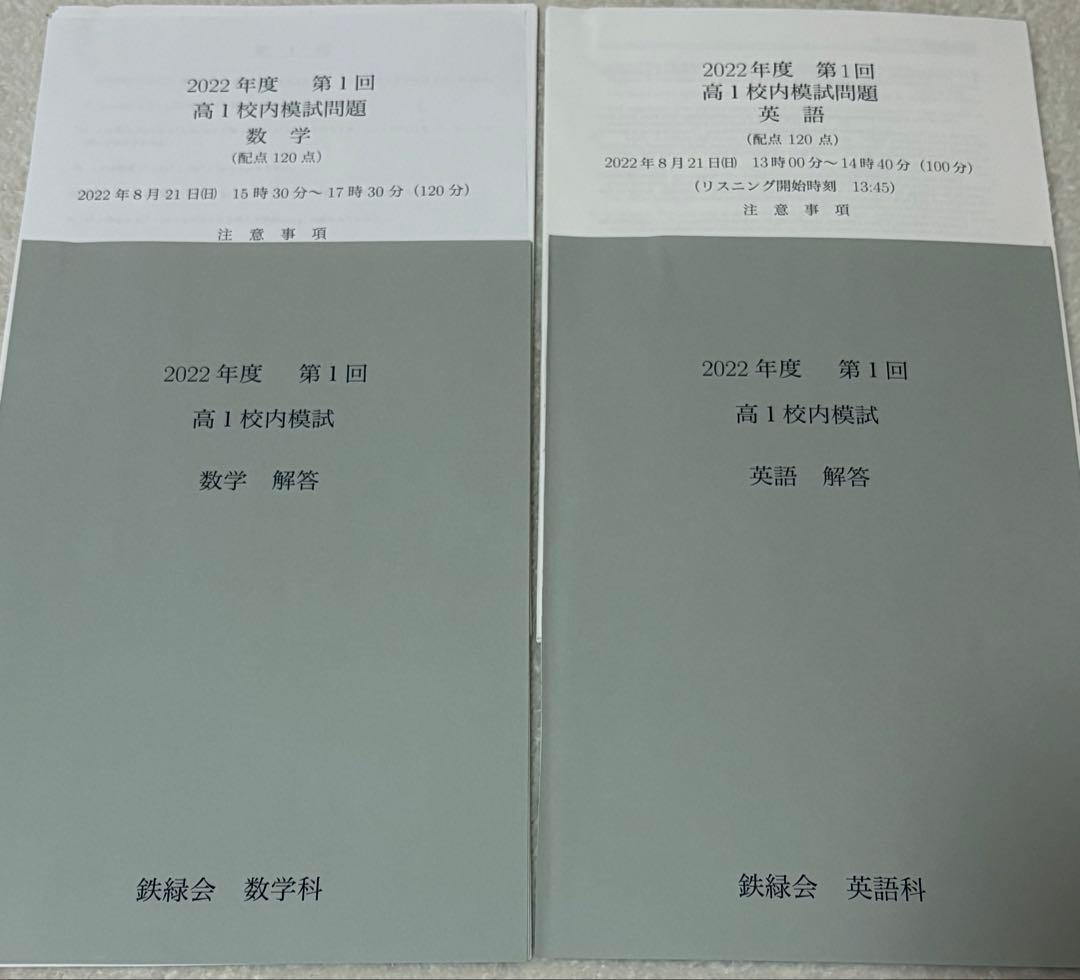 2022年度　第1回
高1校内模試問題
数　学
(配点 120 点)
2022年8月21日(日)　15時30分〜17時30分（120分）
注　意　事　項
2022年度　第1回
高1校内模試
数学　解答
鉄緑会　数学科
2022年度　第1回
高1校内模試問題
英　語
(配点 120 点)
2022年8月21日(日)　13時00分〜14時40分（100分）
(リスニング開始時刻　13:45)
注　意　事　項
2022年度　第1回
高1校内模試
英語　解答
鉄緑会　英語科